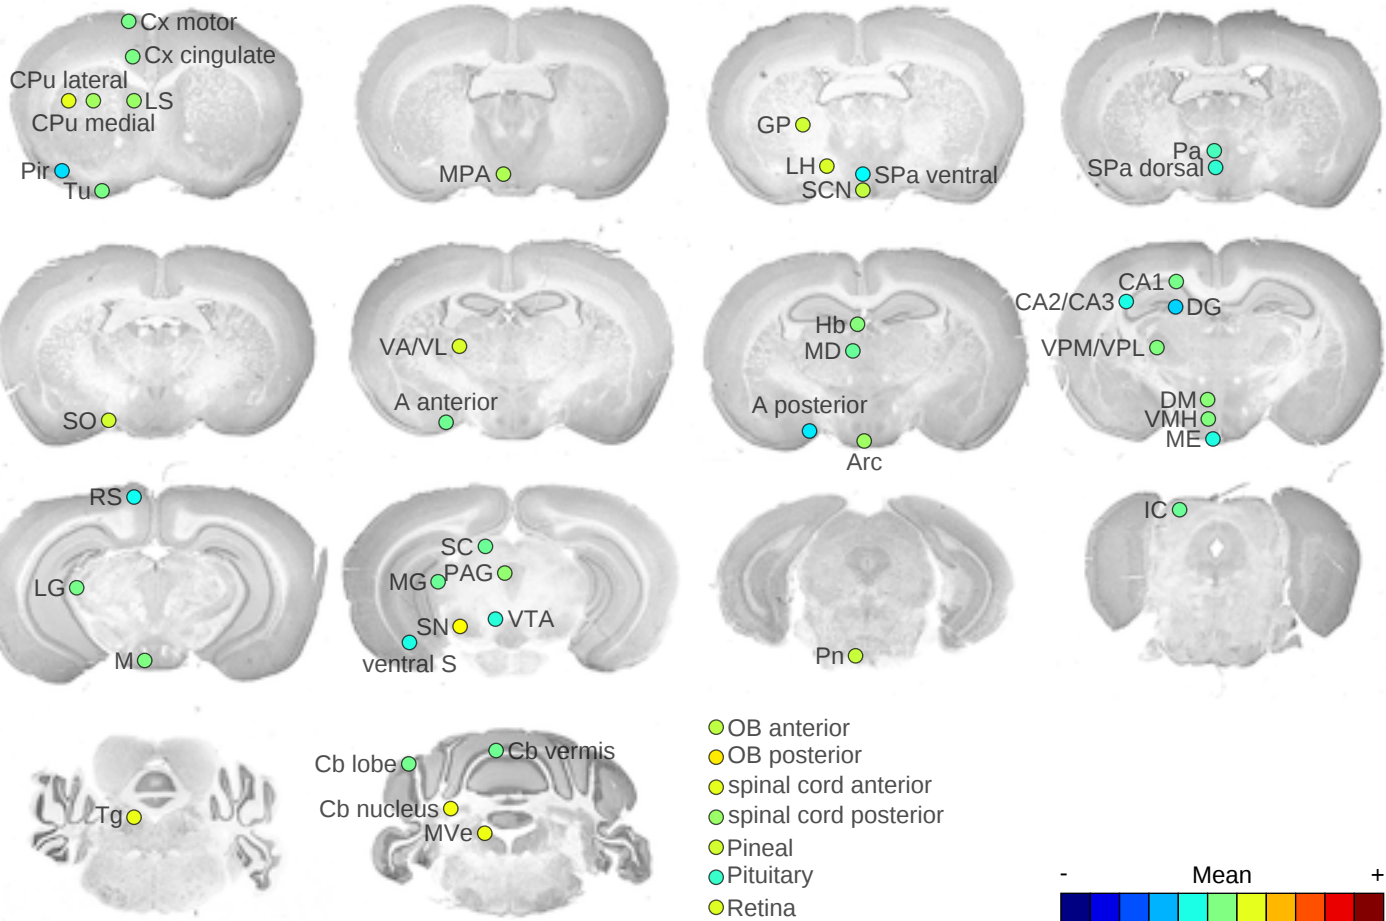 Cx motor
Cx cingulate
CPu lateral
LS
CPu medial
Pir
Tu
MPA
GP
LH
SPa ventral
SCN
Pa
SPa dorsal
SO
VA/VL
A anterior
Hb
MD
A posterior
Arc
CA1
CA2/CA3
DG
VPM/VPL
DM
VMH
ME
RS
LG
M
SC
PAG
MG
SN
VTA
ventral S
Pn
IC
Tg
Cb lobe
Cb vermis
Cb nucleus
MVe
OB anterior
OB posterior
spinal cord anterior
spinal cord posterior
Pineal
Pituitary
Retina
- Mean +